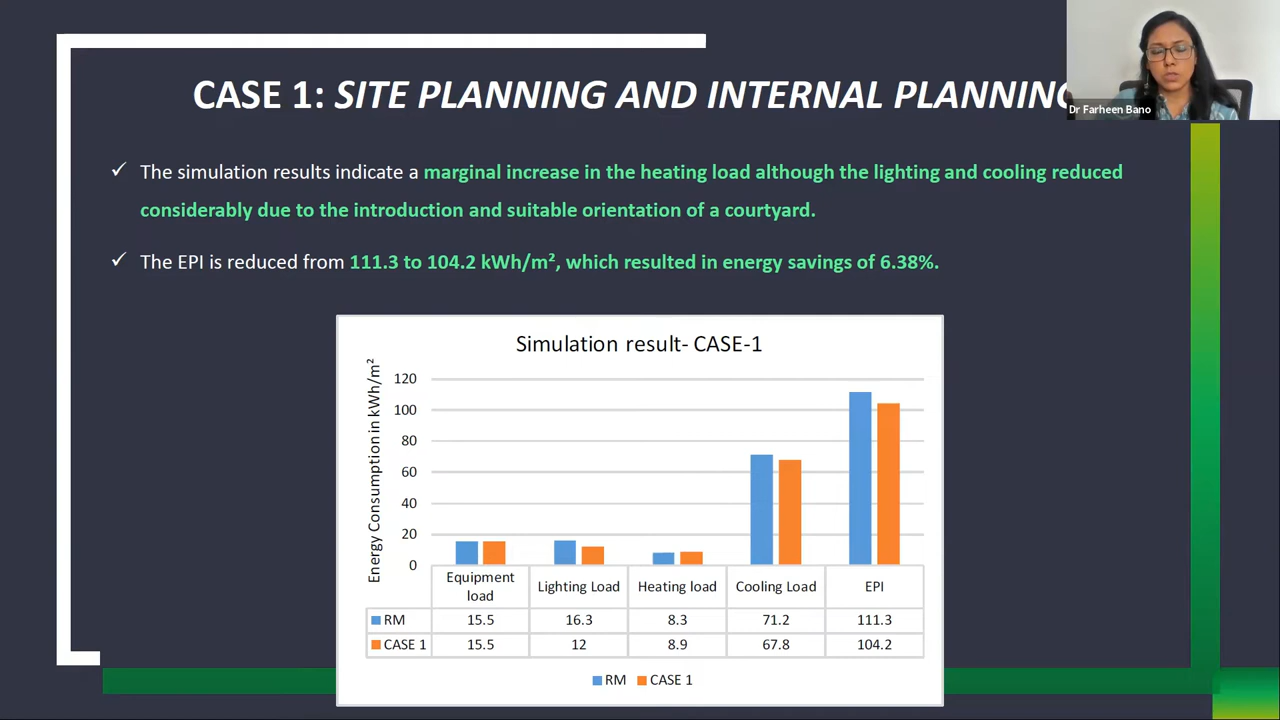 CASE 1: SITE PLANNING AND INTERNAL PLANNING
Dr Farheen Bano
✓ The simulation results indicate a marginal increase in the heating load although the lighting and cooling reduced
considerably due to the introduction and suitable orientation of a courtyard.
✓ The EPI is reduced from 111.3 to 104.2 kWh/m², which resulted in energy savings of 6.38%.
Simulation result- CASE-1
Energy Consumption in kWh/m²
120
100
80
60
40
20
0
Equipment load Lighting Load Heating load Cooling Load EPI
RM 15.5 16.3 8.3 71.2 111.3
CASE 1 15.5 12 8.9 67.8 104.2
RM CASE 1